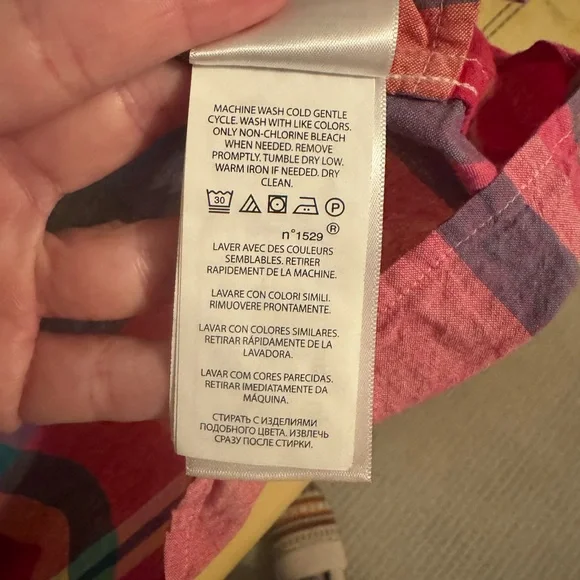 MACHINE WASH COLD GENTLE
CYCLE. WASH WITH LIKE COLORS.
ONLY NON-CHLORINE BLEACH
WHEN NEEDED. REMOVE
PROMPTLY. TUMBLE DRY LOW.
WARM IRON IF NEEDED. DRY
CLEAN.
30 P
n°1529 ®
LAVER AVEC DES COULEURS
SEMBLABLES. RETIRER
RAPIDEMENT DE LA MACHINE.
LAVARE CON COLORI SIMILI.
RIMUOVERE PRONTAMENTE.
LAVAR CON COLORES SIMILARES.
RETIRAR RÁPIDAMENTE DE LA
LAVADORA.
LAVAR COM CORES PARECIDAS.
RETIRAR IMEDIATAMENTE DA
MÁQUINA.
СТИРАТЬ С ИЗДЕЛИЯМИ
ПОДОБНОГО ЦВЕТА. ИЗВЛЕЧЬ
СРАЗУ ПОСЛЕ СТИРКИ.